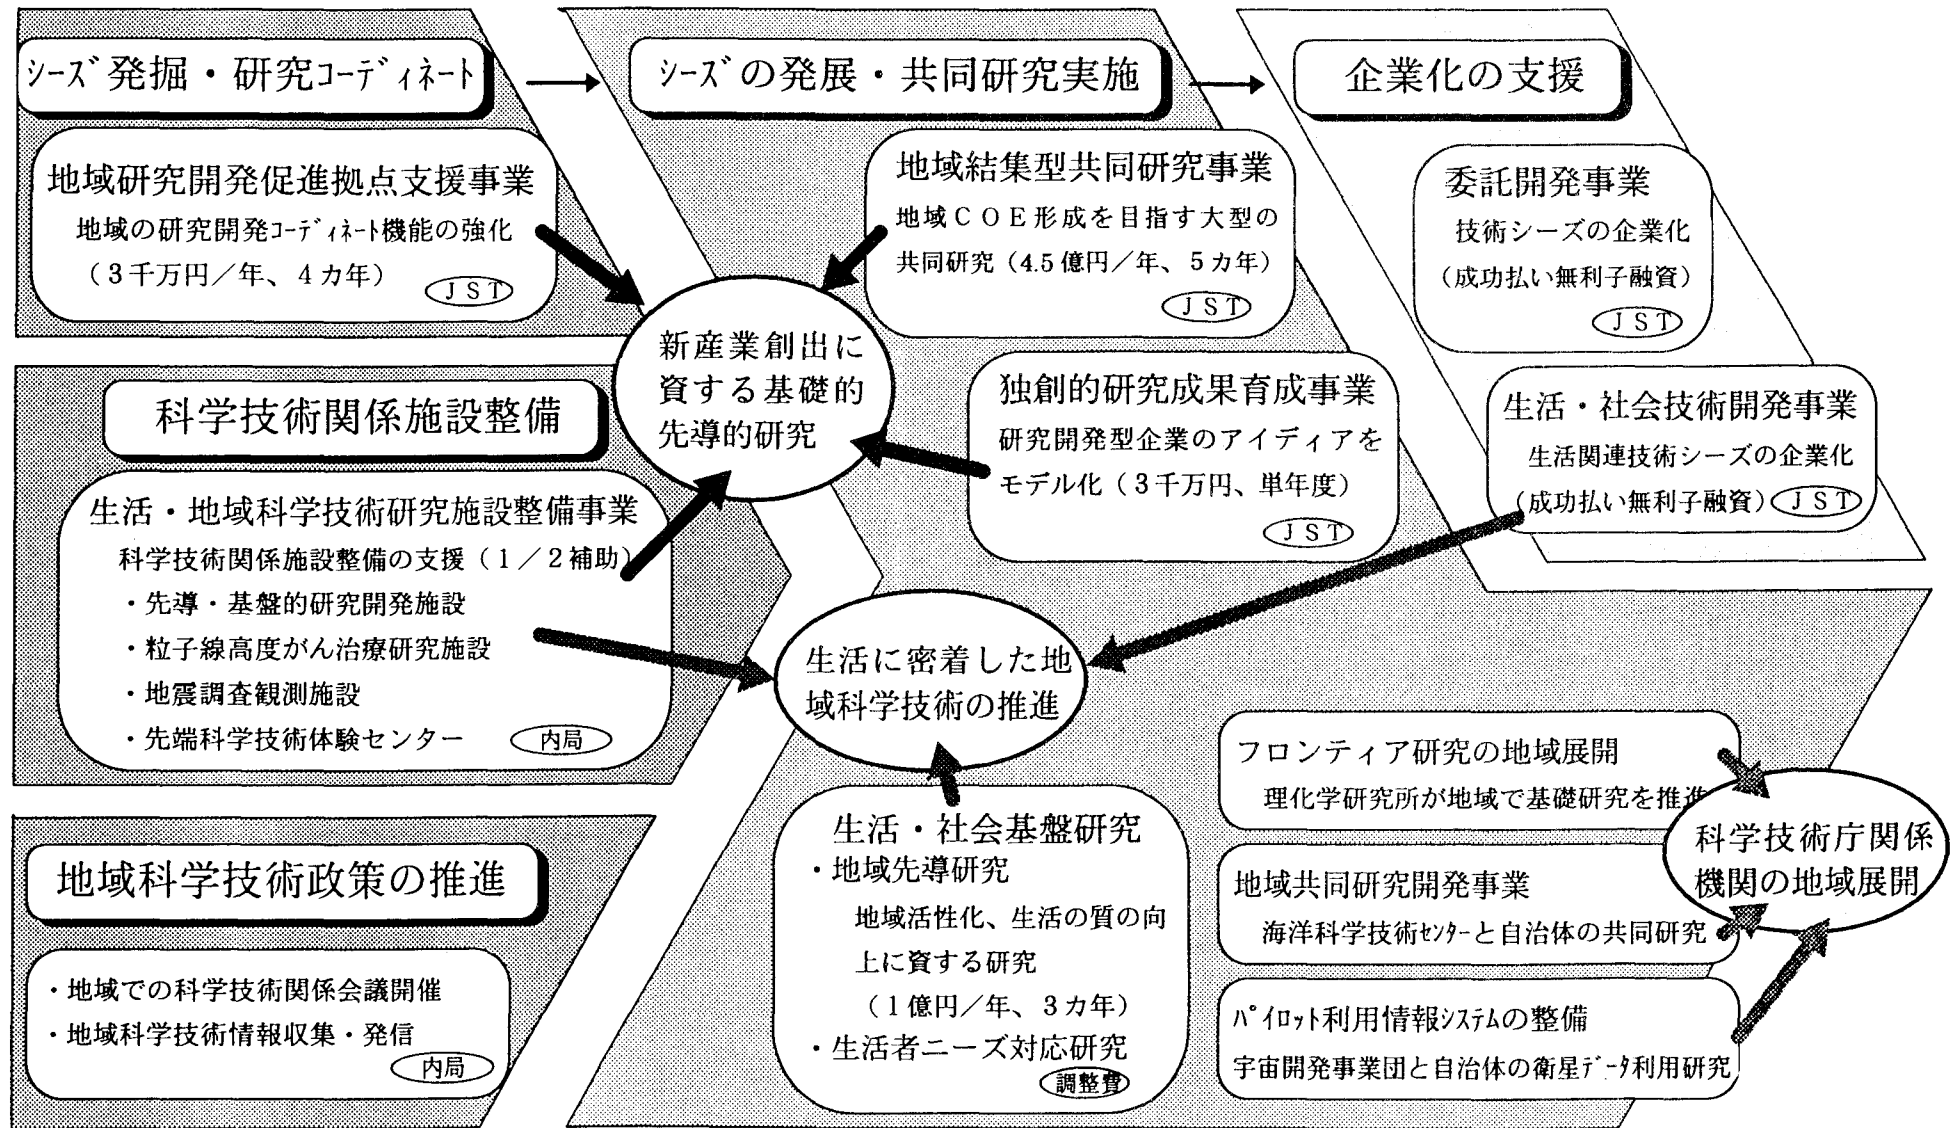 シーズ発掘・研究コーディネート
シーズの発展・共同研究実施
企業化の支援
地域研究開発促進拠点支援事業
地域の研究開発コーディネート機能の強化
（３千万円／年、４カ年）
ＪＳＴ
地域結集型共同研究事業
地域ＣＯＥ形成を目指す大型の
共同研究（4.5億円／年、５カ年）
ＪＳＴ
委託開発事業
技術シーズの企業化
（成功払い無利子融資）
ＪＳＴ
新産業創出に
資する基礎的
先導的研究
独創的研究成果育成事業
研究開発型企業のアイディアを
モデル化（３千万円、単年度）
ＪＳＴ
生活・社会技術開発事業
生活関連技術シーズの企業化
（成功払い無利子融資）ＪＳＴ
科学技術関係施設整備
生活・地域科学技術研究施設整備事業
科学技術関係施設整備の支援（１／２補助）
・先導・基盤的研究開発施設
・粒子線高度がん治療研究施設
・地震調査観測施設
・先端科学技術体験センター
内局
生活に密着した地
域科学技術の推進
生活・社会基盤研究
・地域先導研究
地域活性化、生活の質の向
上に資する研究
（１億円／年、３カ年）
・生活者ニーズ対応研究
調整費
フロンティア研究の地域展開
理化学研究所が地域で基礎研究を推進
地域共同研究開発事業
海洋科学技術センターと自治体の共同研究
パイロット利用情報システムの整備
宇宙開発事業団と自治体の衛星データ利用研究
科学技術庁関係
機関の地域展開
地域科学技術政策の推進
・地域での科学技術関係会議開催
・地域科学技術情報収集・発信
内局